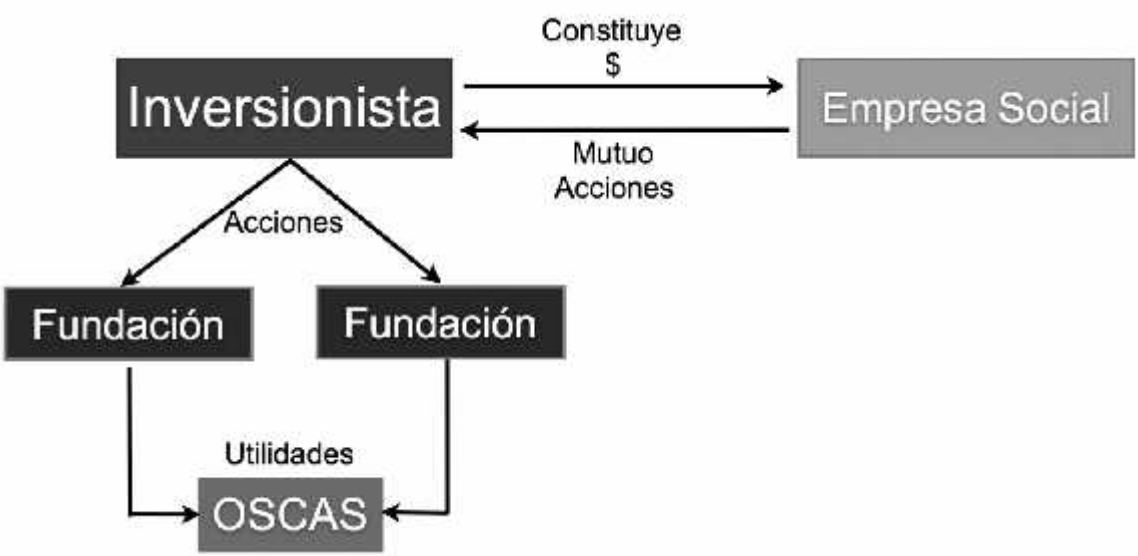 Constituye
$
Inversionista
Empresa Social
Mutuo
Acciones
Acciones
Fundación
Fundación
Utilidades
OSCAS